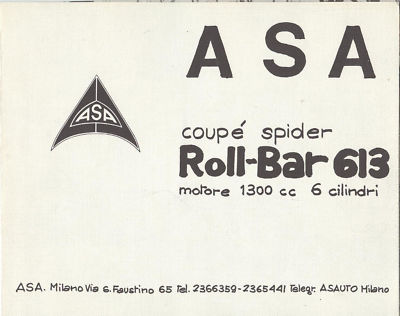 ASA
ASA
coupé spider
Roll-Bar 613
motore 1300 cc 6 cilindri
ASA. Milano Via S. Faustino 65 Tel. 2366359-2365441 Telegr. ASAUTO Milano